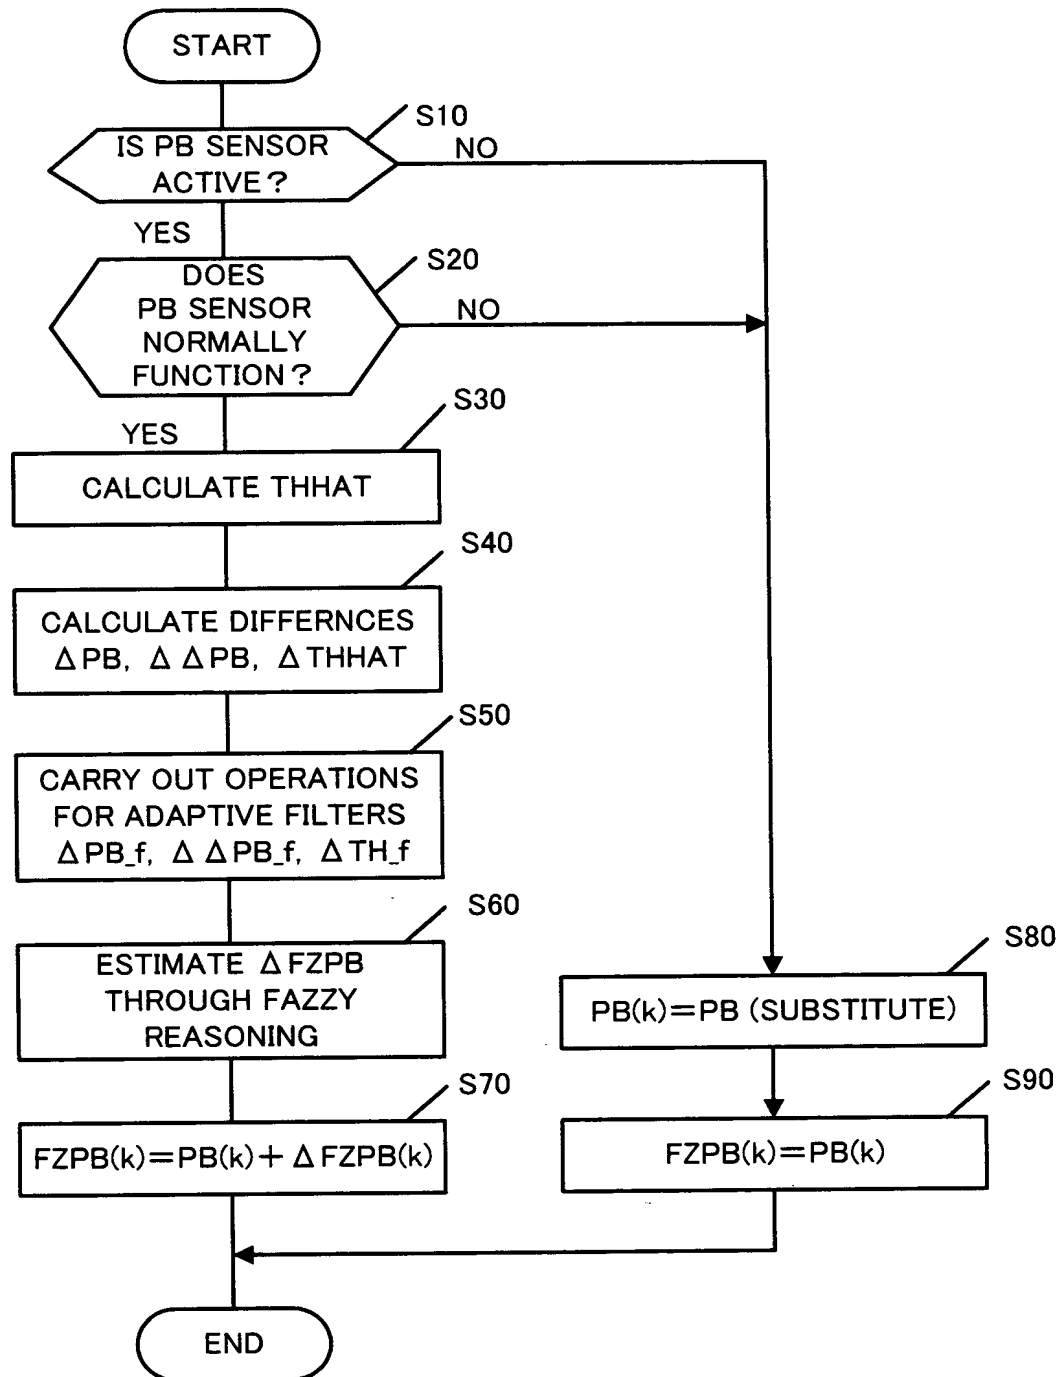 START
S10
IS PB SENSOR
ACTIVE?
NO
YES
S20
DOES
PB SENSOR
NORMALLY
FUNCTION?
NO
YES
S30
CALCULATE THHAT
S40
CALCULATE DIFFERNCES
ΔPB, ΔΔPB, ΔTHHAT
S50
CARRY OUT OPERATIONS
FOR ADAPTIVE FILTERS
ΔPB_f, ΔΔPB_f, ΔTH_f
S60
ESTIMATE ΔFZPB
THROUGH FAZZY
REASONING
S70
FZPB(k)=PB(k)+ΔFZPB(k)
S80
PB(k)=PB (SUBSTITUTE)
S90
FZPB(k)=PB(k)
END